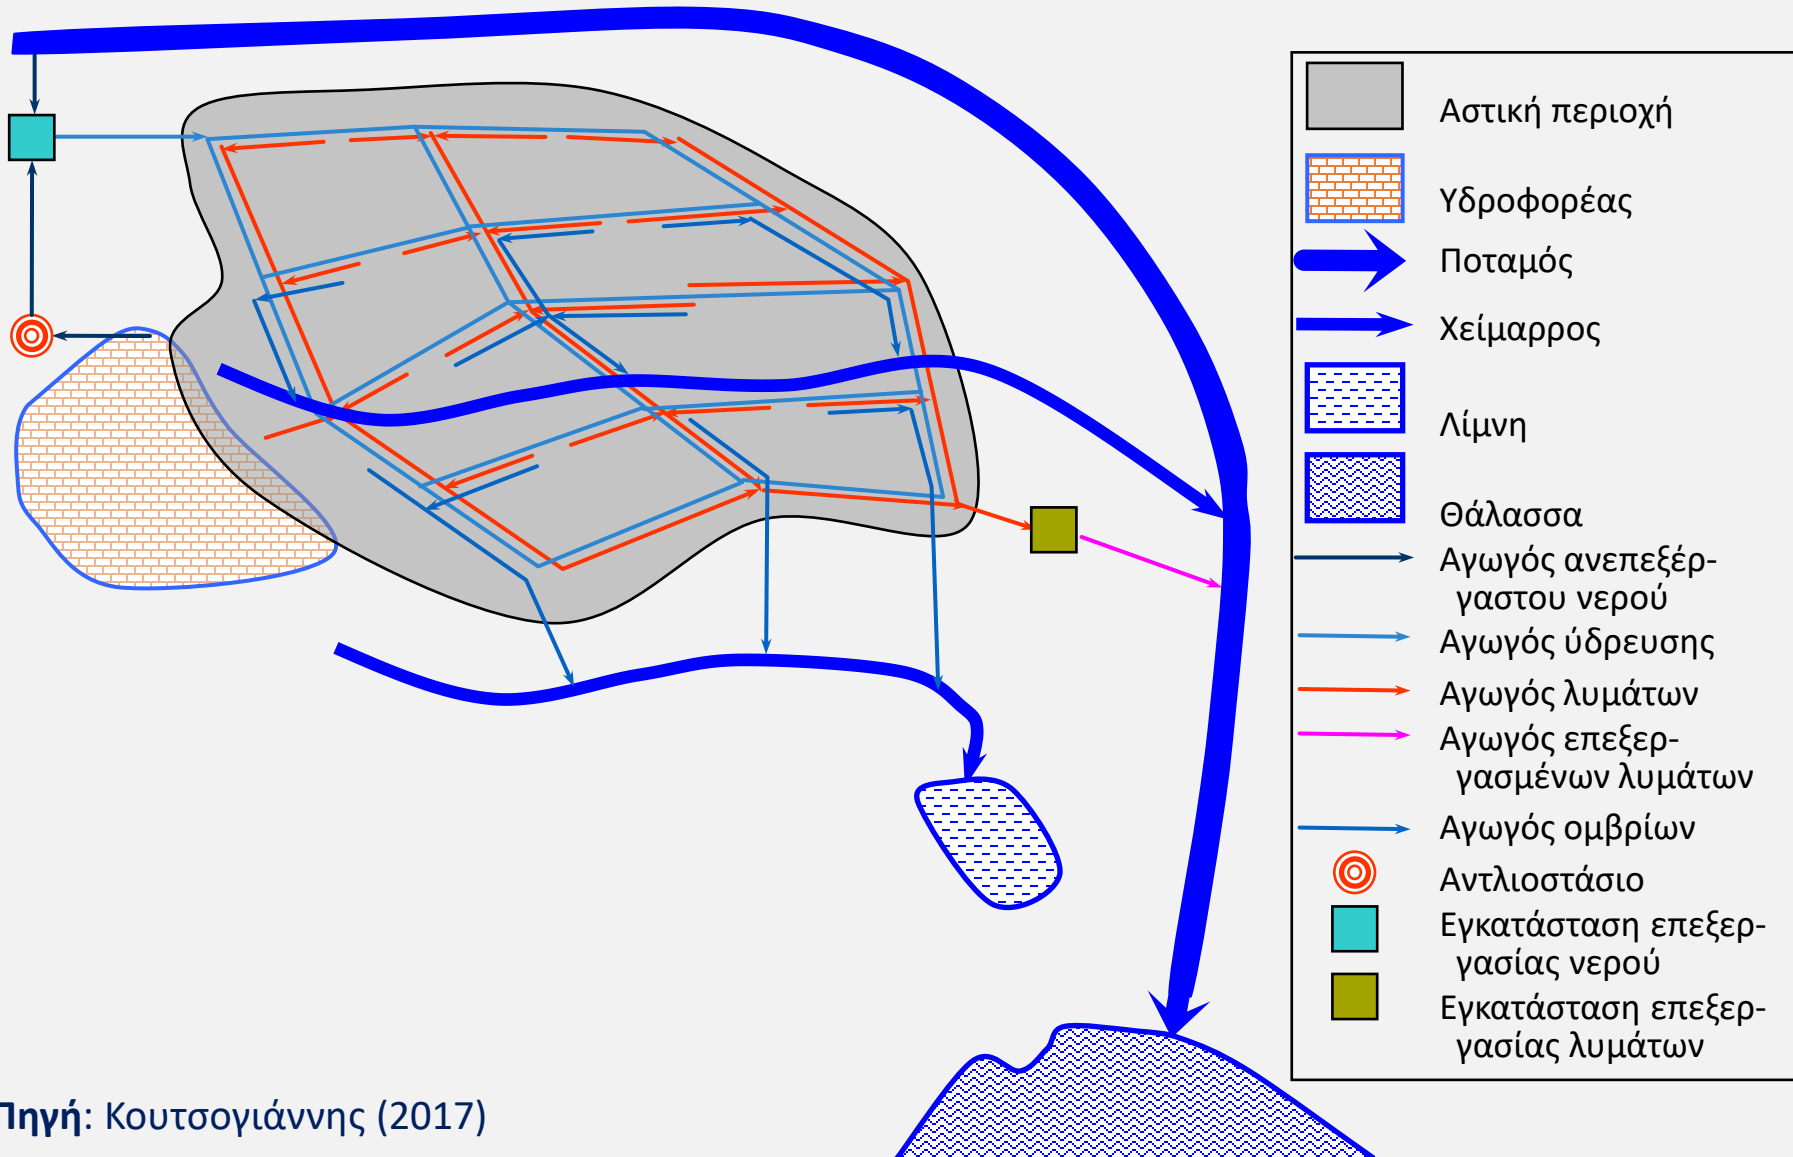 Αστική περιοχή
Υδροφορέας
Ποταμός
Χείμαρρος
Λίμνη
Θάλασσα
Αγωγός ανεπεξέρ-
γαστου νερού
Αγωγός ύδρευσης
Αγωγός λυμάτων
Αγωγός επεξερ-
γασμένων λυμάτων
Αγωγός ομβρίων
Αντλιοστάσιο
Εγκατάσταση επεξερ-
γασίας νερού
Εγκατάσταση επεξερ-
γασίας λυμάτων
Πηγή: Κουτσογιάννης (2017)